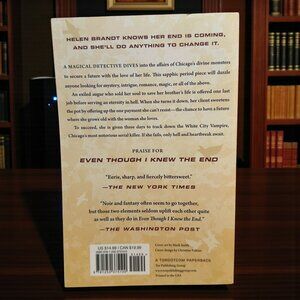 HELEN BRANDT KNOWS HER END IS COMING,
AND SHE'LL DO ANYTHING TO CHANGE IT.
A MAGICAL DETECTIVE DIVES into the affairs of Chicago's divine monsters
to secure a future with the love of her life. This sapphic period piece will dazzle
anyone looking for mystery, intrigue, romance, magic, or all of the above.
An exiled augur who sold her soul to save her brother's life is offered one last
job before serving an eternity in hell. When she turns it down, her client sweetens
the pot by offering up the one payment she can't resist—the chance to have a future
where she grows old with the woman she loves.
To succeed, she is given three days to track down the White City Vampire,
Chicago's most notorious serial killer. If she fails, only hell and heartbreak await.
PRAISE FOR
EVEN THOUGH I KNEW THE END
"Eerie, sharp, and fiercely bittersweet."
—THE NEW YORK TIMES
"Noir and fantasy often seem to go together,
but those two elements seldom uplift each other quite
as well as they do in Even Though I Knew the End."
—THE WASHINGTON POST
US $14.99 / CAN $19.99
A TORDOTCOM PAPERBACK
Tor Publishing Group
Printed in the USA